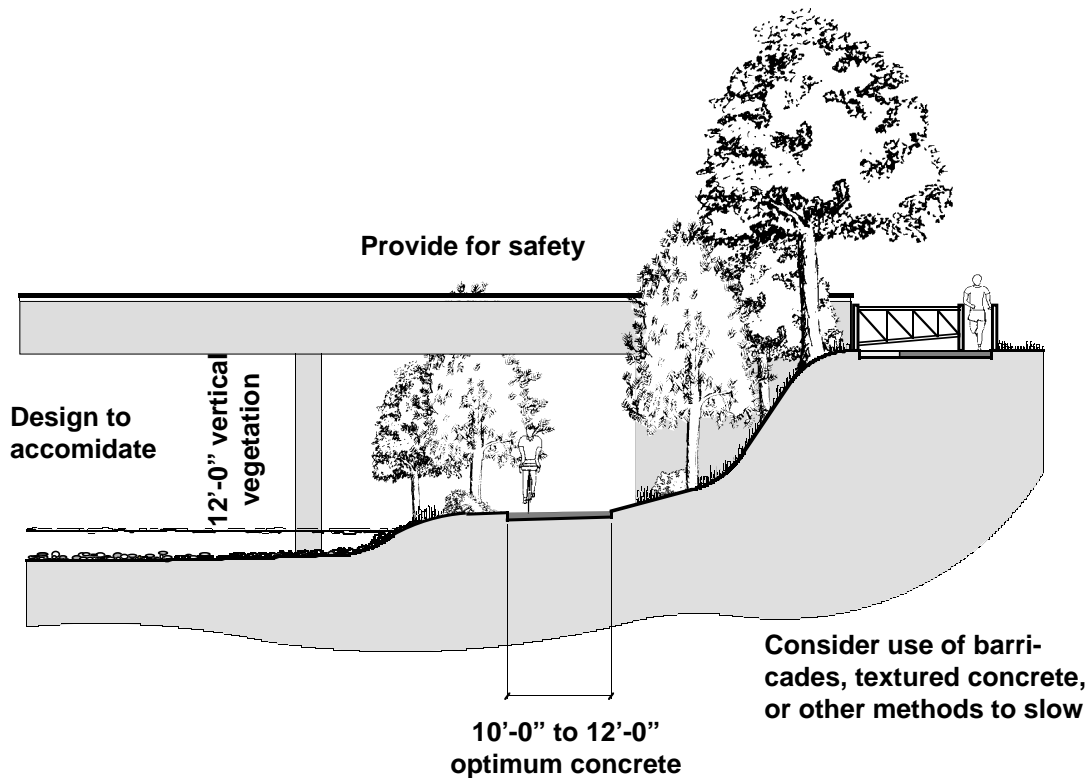 Provide for safety
Design to
accomidate
12’-0” vertical
vegetation
Consider use of barri-
cades, textured concrete,
or other methods to slow
10’-0” to 12’-0”
optimum concrete